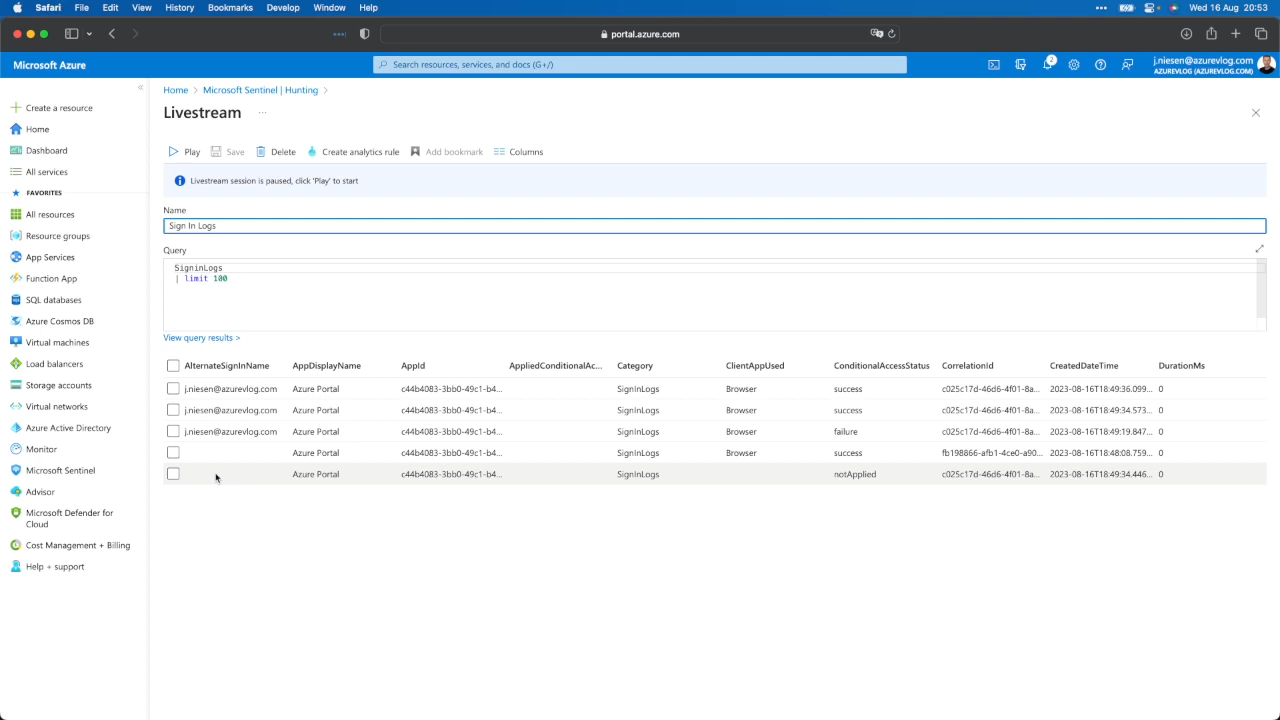 Safari File Edit View History Bookmarks Develop Window Help Wed 16 Aug 20:53
portal.azure.com
Microsoft Azure Search resources, services, and docs (G+/) 2 j.niesen@azurevlog.com
AZUREVLOG (AZUREVLOG.COM)
Create a resource
Home
Dashboard
All services
FAVORITES
All resources
Resource groups
App Services
Function App
SQL databases
Azure Cosmos DB
Virtual machines
Load balancers
Storage accounts
Virtual networks
Azure Active Directory
Monitor
Microsoft Sentinel
Advisor
Microsoft Defender for
Cloud
Cost Management + Billing
Help + support
Home > Microsoft Sentinel | Hunting >
Livestream ...
Play Save Delete Create analytics rule Add bookmark Columns
Livestream session is paused, click 'Play' to start
Name
Sign In Logs
Query
SigninLogs
| limit 100
View query results >
AlternateSignInName AppDisplayName AppId AppliedConditionalAc... Category ClientAppUsed ConditionalAccessStatus CorrelationId CreatedDateTime DurationMs
j.niesen@azurevlog.com Azure Portal c44b4083-3bb0-49c1-b4... SignInLogs Browser success c025c17d-46d6-4f01-8a... 2023-08-16T18:49:36.099... 0
j.niesen@azurevlog.com Azure Portal c44b4083-3bb0-49c1-b4... SignInLogs Browser success c025c17d-46d6-4f01-8a... 2023-08-16T18:49:34.573... 0
j.niesen@azurevlog.com Azure Portal c44b4083-3bb0-49c1-b4... SignInLogs Browser failure c025c17d-46d6-4f01-8a... 2023-08-16T18:49:19.847... 0
Azure Portal c44b4083-3bb0-49c1-b4... SignInLogs Browser success fb198866-afb1-4ce0-a90... 2023-08-16T18:48:08.759... 0
Azure Portal c44b4083-3bb0-49c1-b4... SignInLogs notApplied c025c17d-46d6-4f01-8a... 2023-08-16T18:49:34.446... 0